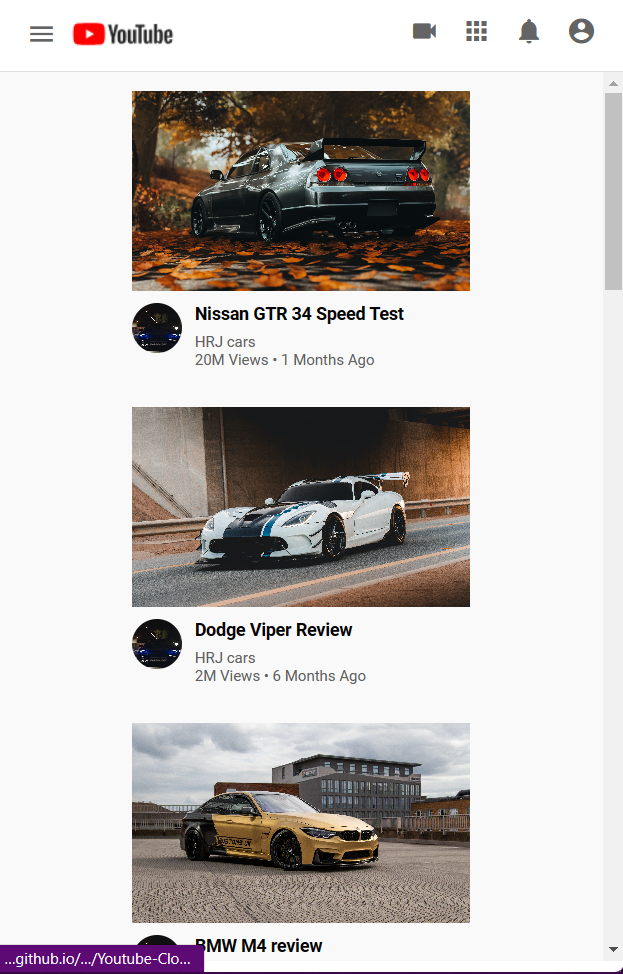 YouTube
Nissan GTR 34 Speed Test
HRJ cars
20M Views • 1 Months Ago
Dodge Viper Review
HRJ cars
2M Views • 6 Months Ago
BMW M4 review
...github.io/.../Youtube-Clo...